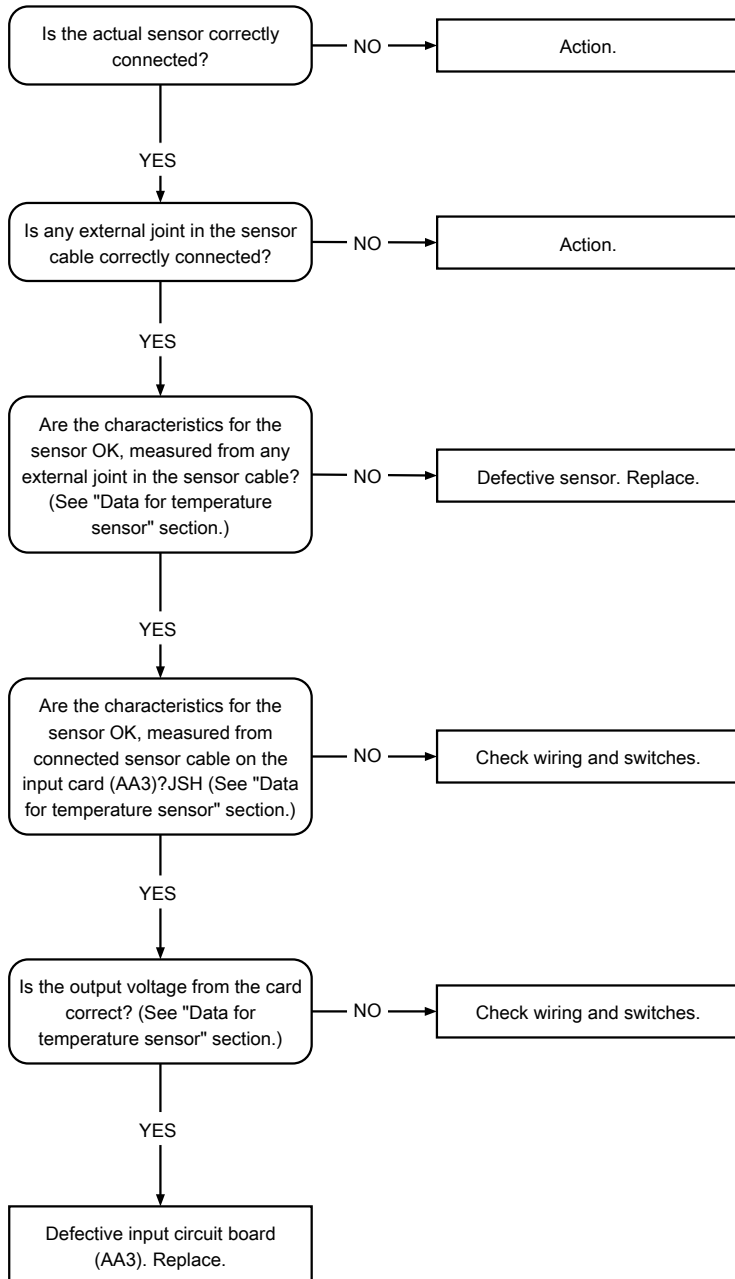 Is the actual sensor correctly
connected?
NO
Action.
YES
Is any external joint in the sensor
cable correctly connected?
NO
Action.
YES
Are the characteristics for the
sensor OK, measured from any
external joint in the sensor cable?
(See "Data for temperature
sensor" section.)
NO
Defective sensor. Replace.
YES
Are the characteristics for the
sensor OK, measured from
connected sensor cable on the
input card (AA3)?JSH (See "Data
for temperature sensor" section.)
NO
Check wiring and switches.
YES
Is the output voltage from the card
correct? (See "Data for
temperature sensor" section.)
NO
Check wiring and switches.
YES
Defective input circuit board
(AA3). Replace.